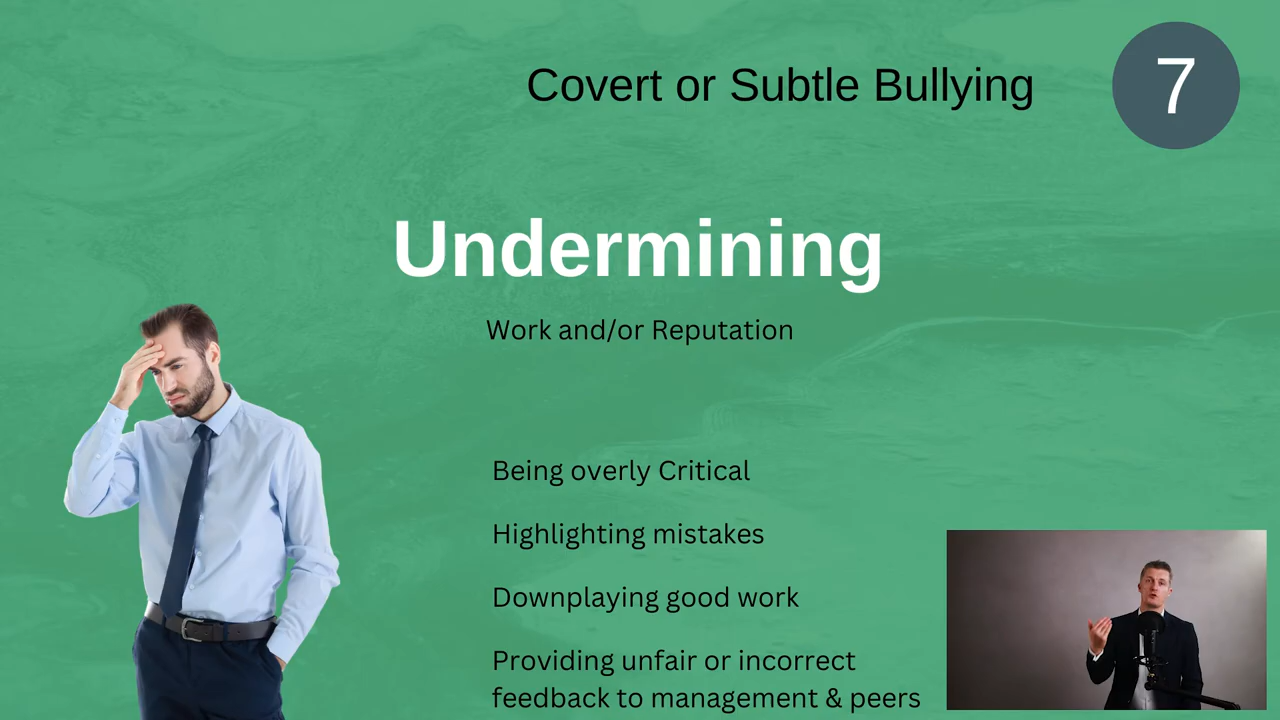 Covert or Subtle Bullying
7
Undermining
Work and/or Reputation
Being overly Critical
Highlighting mistakes
Downplaying good work
Providing unfair or incorrect
feedback to management & peers